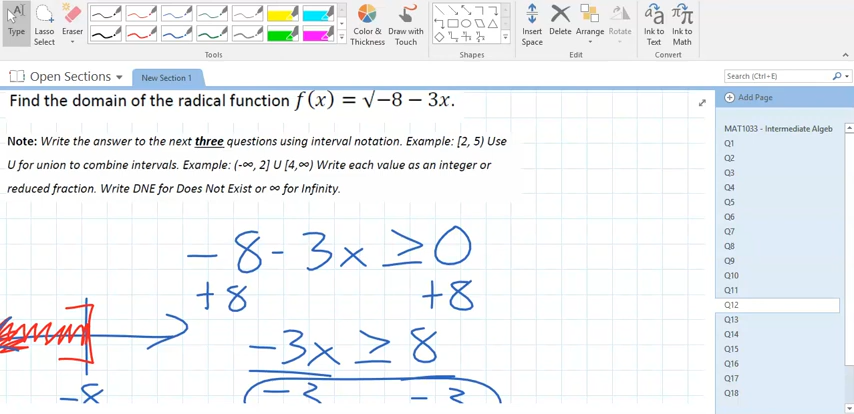 Type
Lasso Select
Eraser
Color & Thickness
Draw with Touch
Insert Space
Delete
Arrange
Rotate
Ink to Text
Ink to Math
Tools
Shapes
Edit
Convert
Open Sections
New Section 1
Search (Ctrl+E)
Find the domain of the radical function f(x) = √−8 − 3x.
Note: Write the answer to the next three questions using interval notation. Example: [2, 5) Use
U for union to combine intervals. Example: (-∞, 2] U [4,∞) Write each value as an integer or
reduced fraction. Write DNE for Does Not Exist or ∞ for Infinity.
−8 − 3x ≥ 0
+8 +8
−3x ≥ 8
−3 −3
−8
Add Page
MAT1033 - Intermediate Algeb
Q1
Q2
Q3
Q4
Q5
Q6
Q7
Q8
Q9
Q10
Q11
Q12
Q13
Q14
Q15
Q16
Q17
Q18